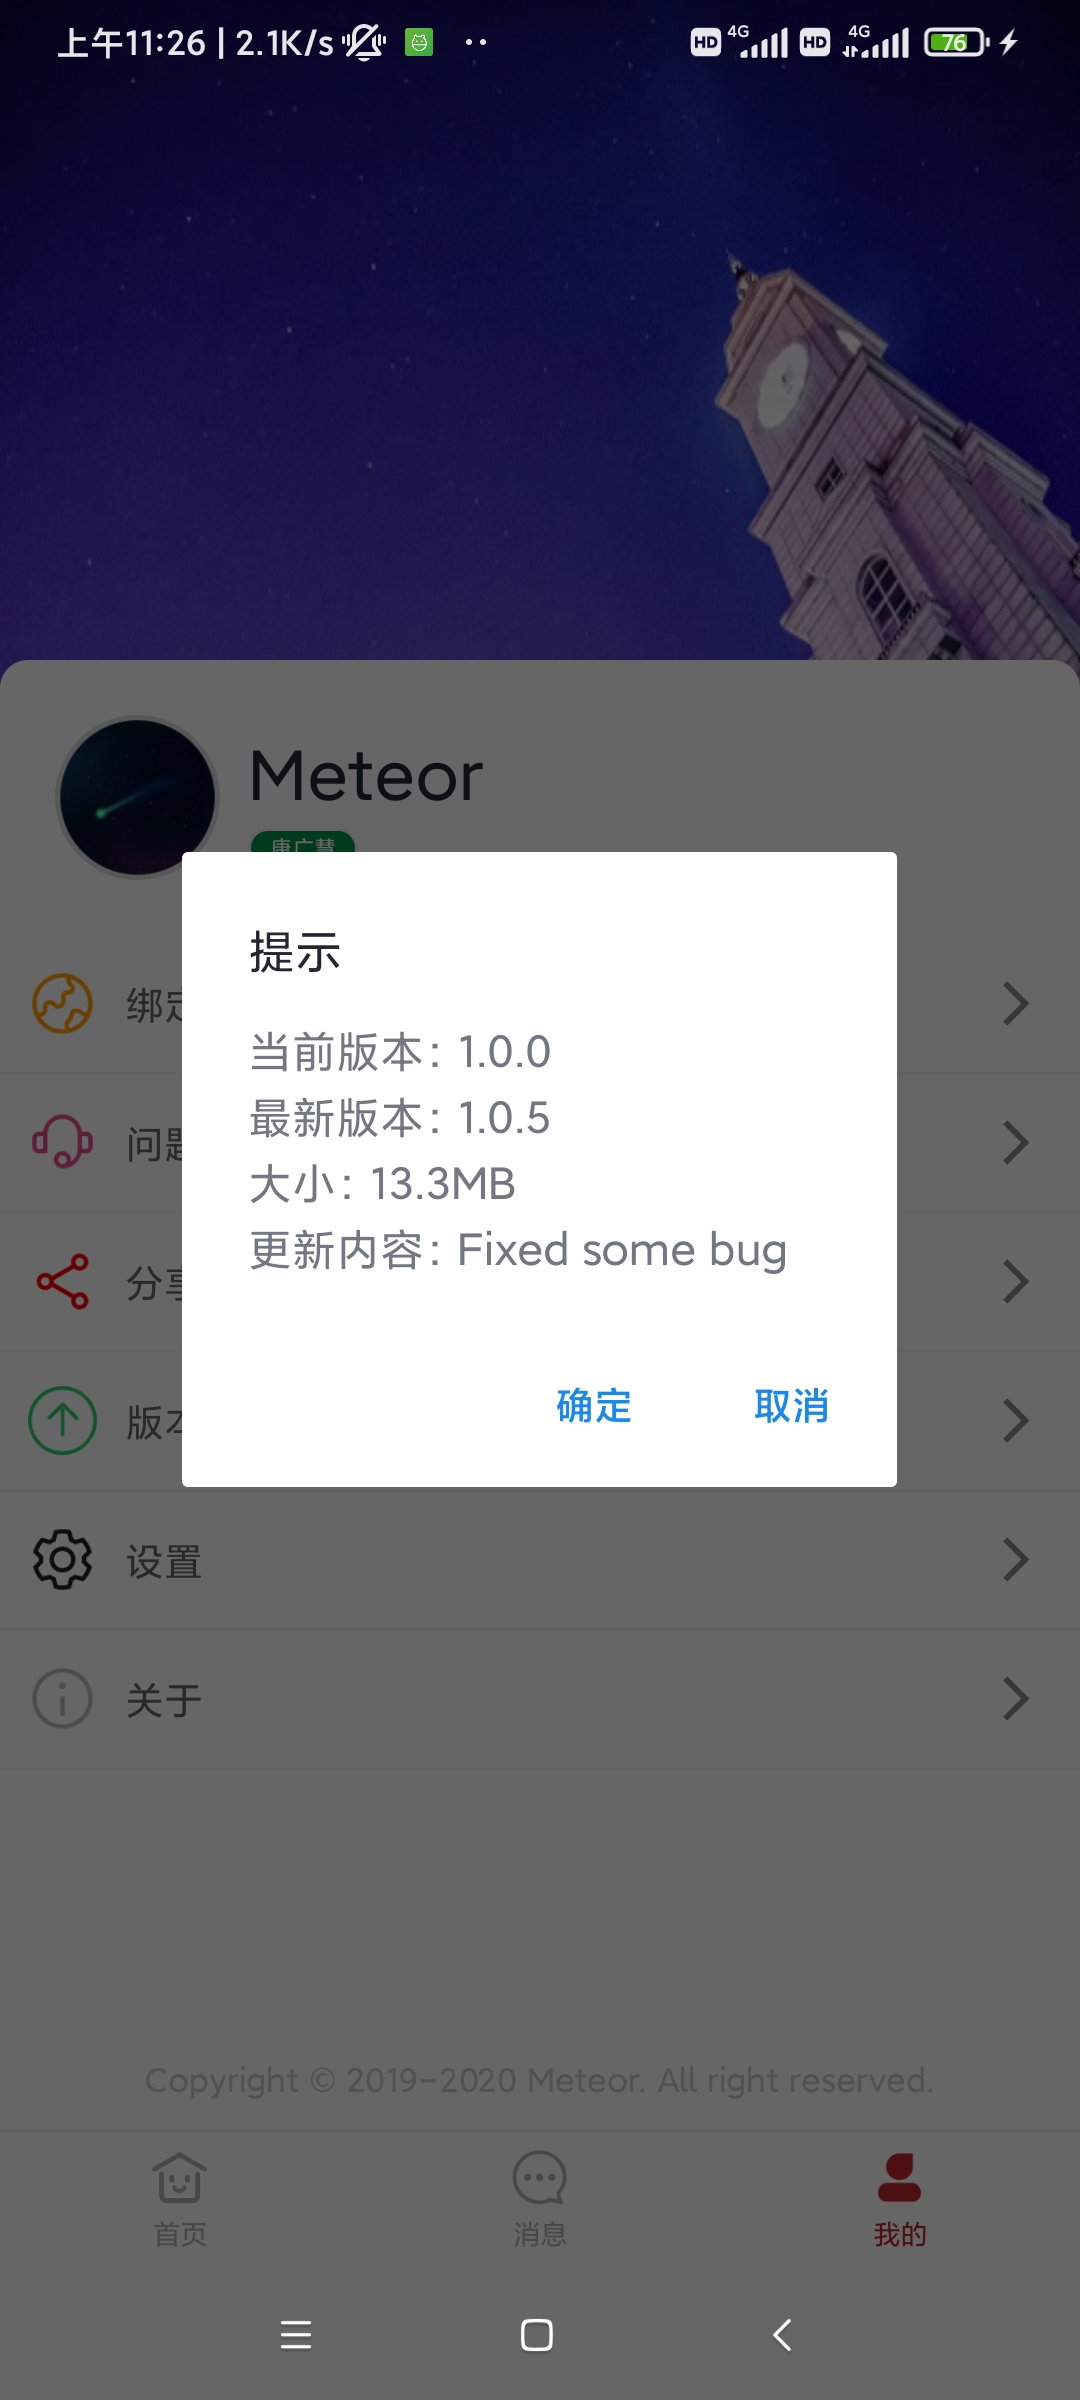 上午11:26 | 2.1K/s
HD 4G HD 4G 76
Meteor
提示
当前版本: 1.0.0
最新版本: 1.0.5
大小: 13.3MB
更新内容: Fixed some bug
确定 取消
绑定
问题
分享
版本
设置
关于
Copyright © 2019-2020 Meteor. All right reserved.
首页 消息 我的